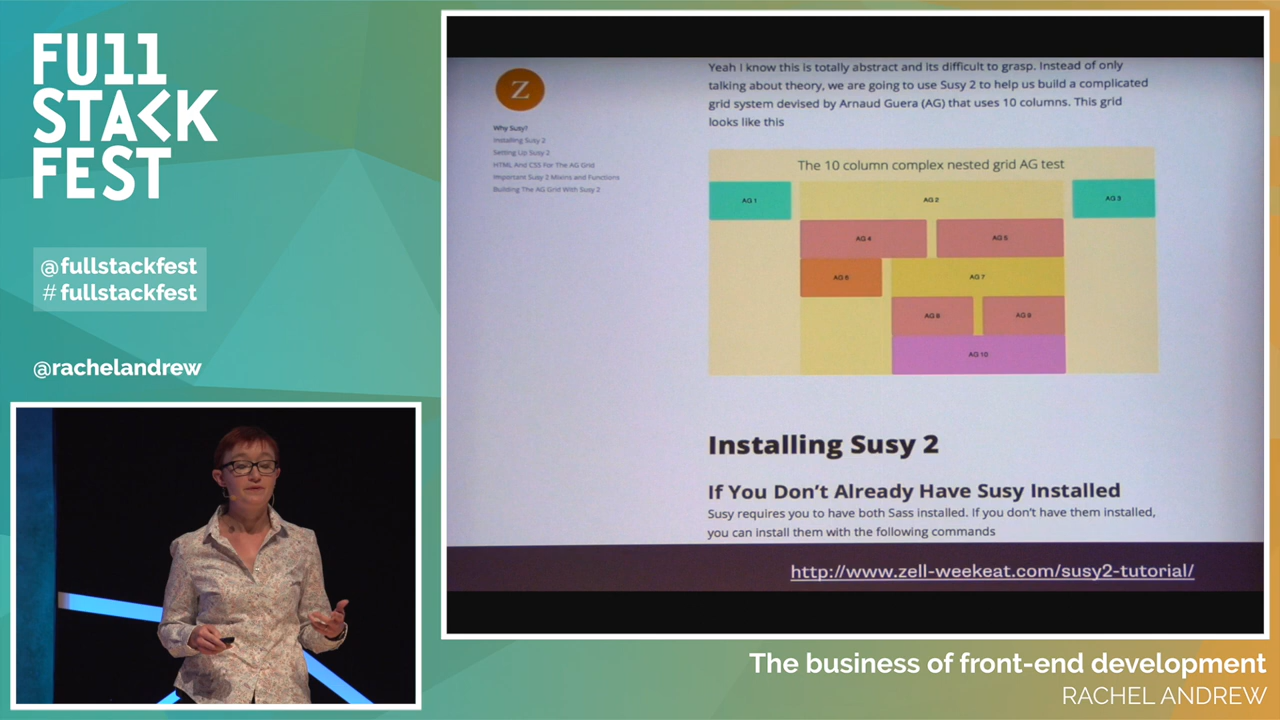 FU11
STACK
FEST
@fullstackfest
# fullstackfest
@rachelandrew
Z
Why Susy?
Installing Susy 2
Setting Up Susy 2
HTML And CSS For The AG Grid
Important Susy 2 Mixins and Functions
Building The AG Grid With Susy 2
Yeah I know this is totally abstract and its difficult to grasp. Instead of only
talking about theory, we are going to use Susy 2 to help us build a complicated
grid system devised by Arnaud Guera (AG) that uses 10 columns. This grid
looks like this
The 10 column complex nested grid AG test
AG 1
AG 2
AG 3
AG 4
AG 5
AG 6
AG 7
AG 8
AG 9
AG 10
Installing Susy 2
If You Don't Already Have Susy Installed
Susy requires you to have both Sass installed. If you don't have them installed,
you can install them with the following commands
http://www.zell-weekeat.com/susy2-tutorial/
The business of front-end development
RACHEL ANDREW